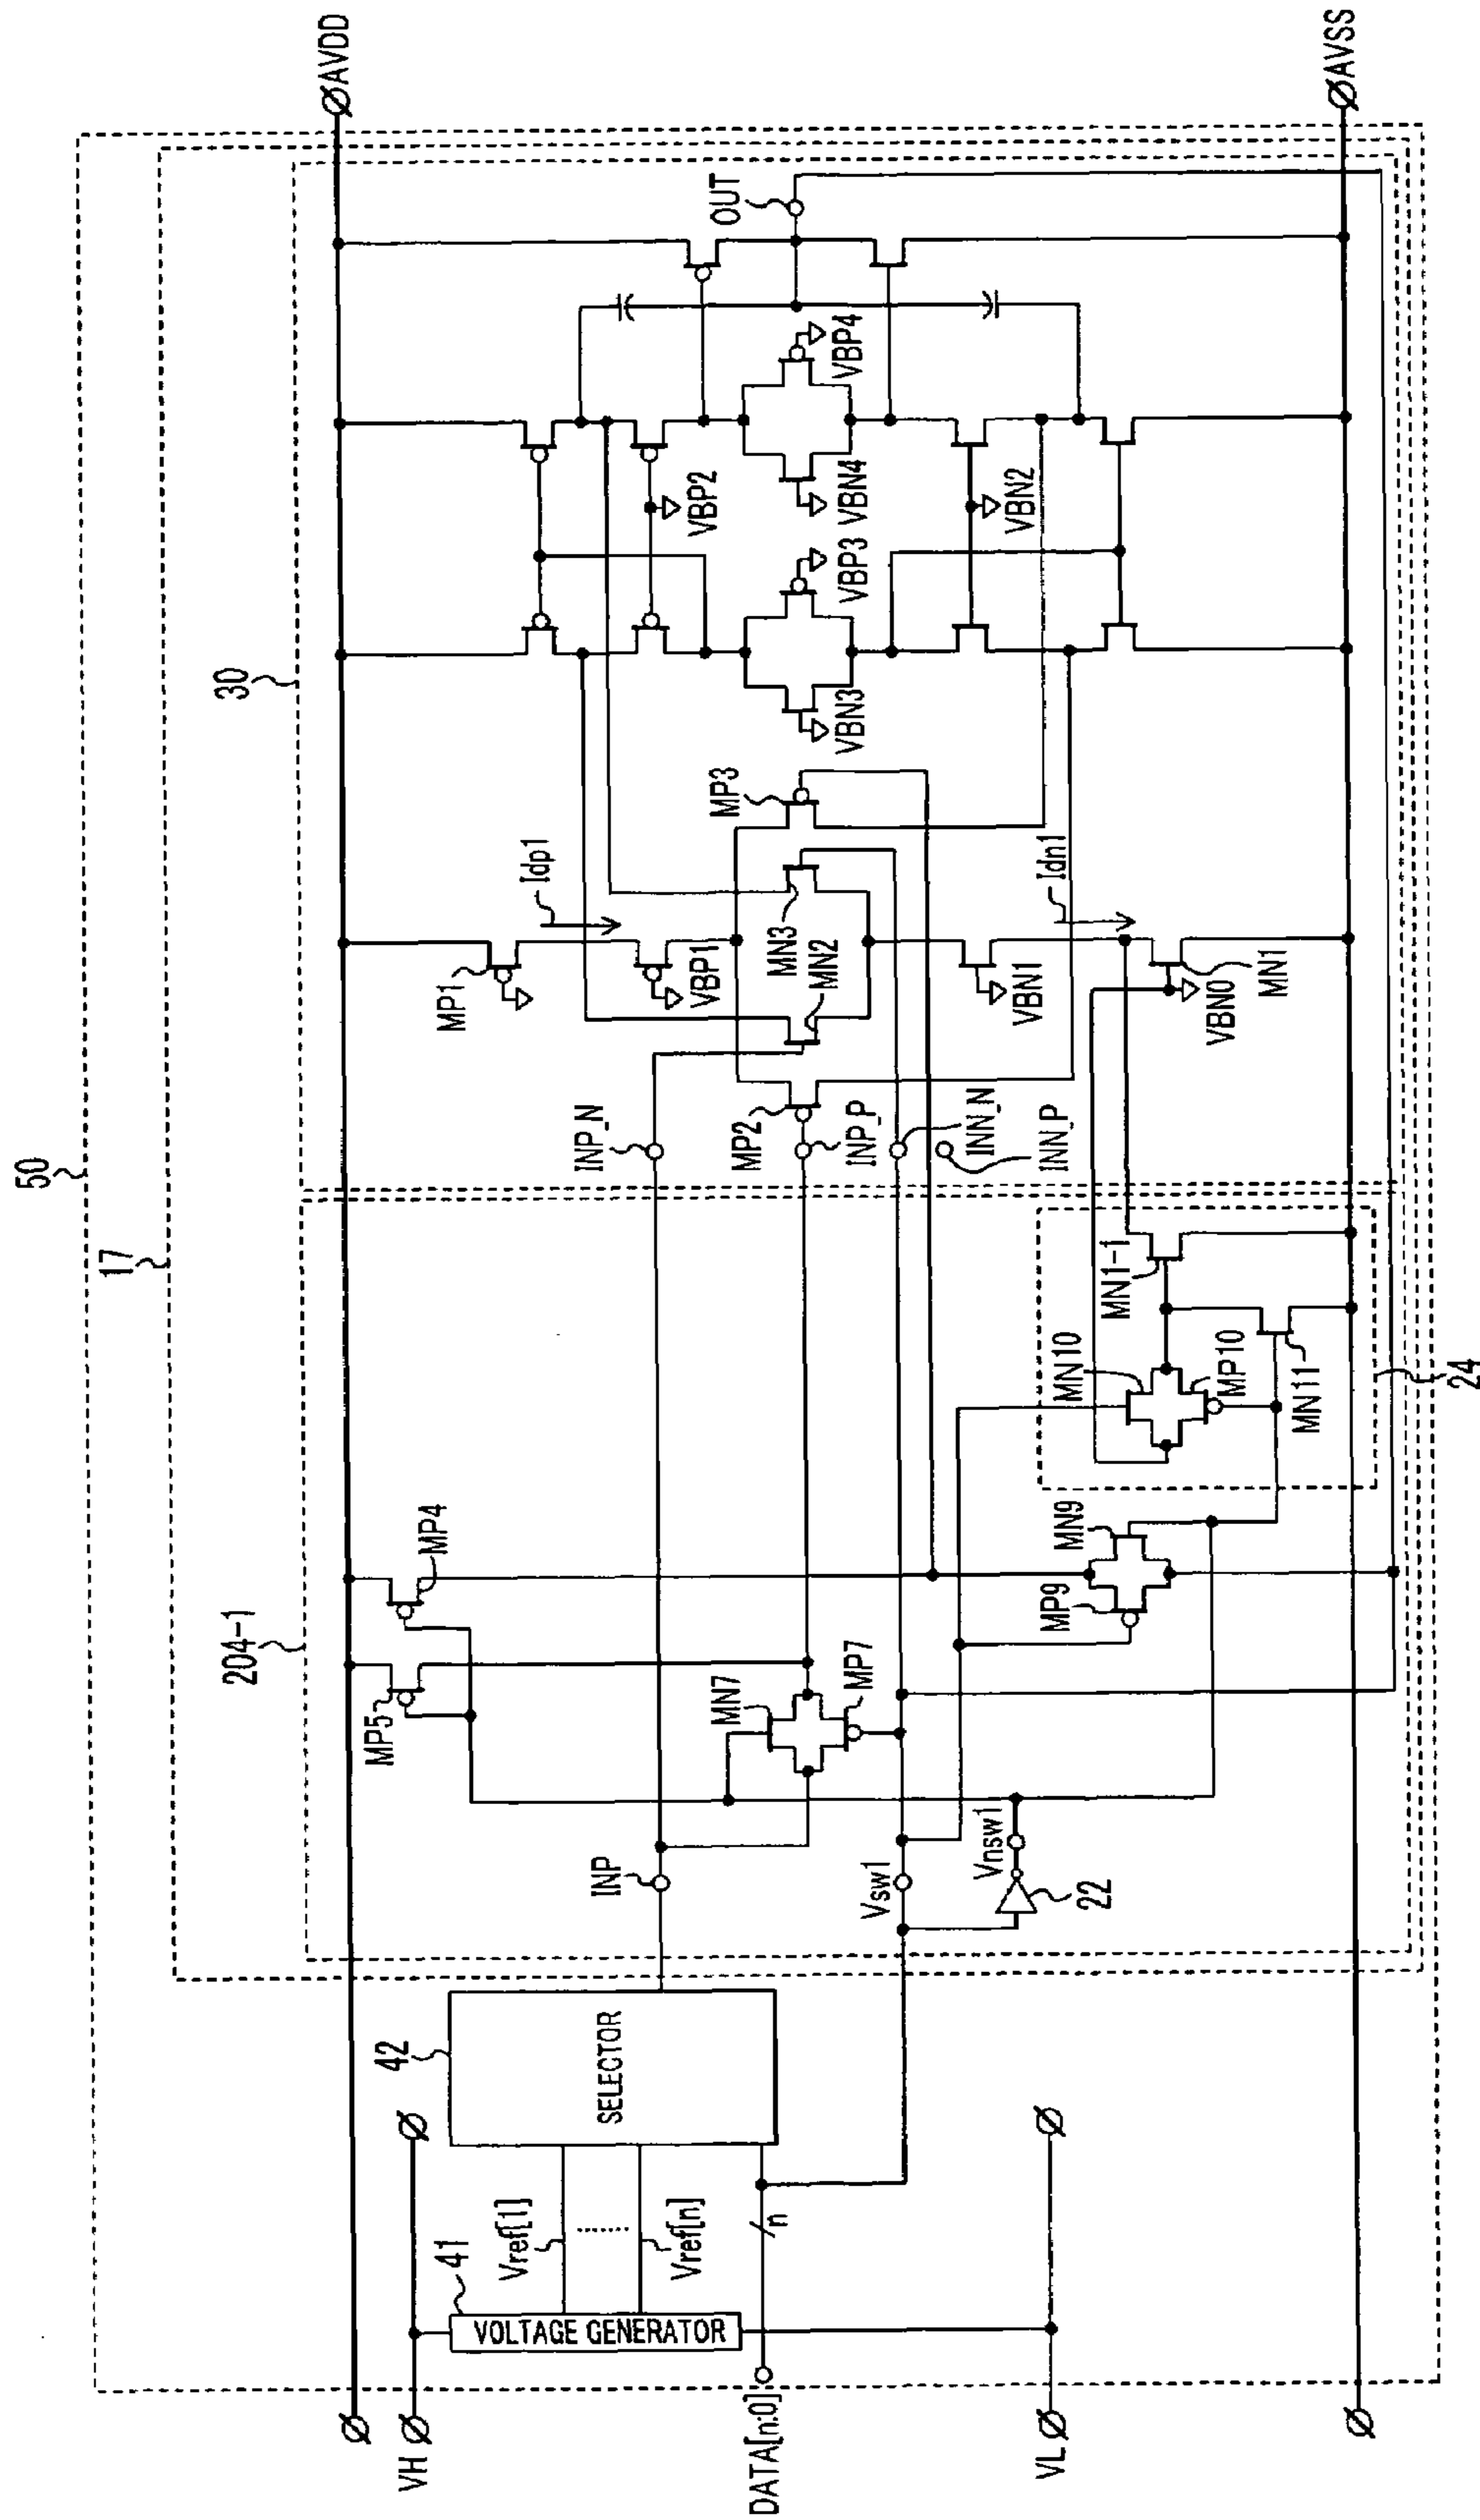 50
17
204-1
30
AVDD
AVSS
VH
VL
DATA[n:0]
VOLTAGE GENERATOR
41
Vref[1]
Vref[n]
n
SELECTOR
42
INP
Vsw1
Vnsw1
22
MP5
MP4
MN7
MP7
MP9
MN9
MN10
MP10
MN11
MN1-1
24
INP_N
MP2
INP_P
INN_N
INN_P
MP1
VBP1
Idp1
MN3
MN2
MP3
VBN1
Idn1
VBN0
MN1
VBN3
VBP3
VBP2
VBN4
VBP4
VBN2
OUT